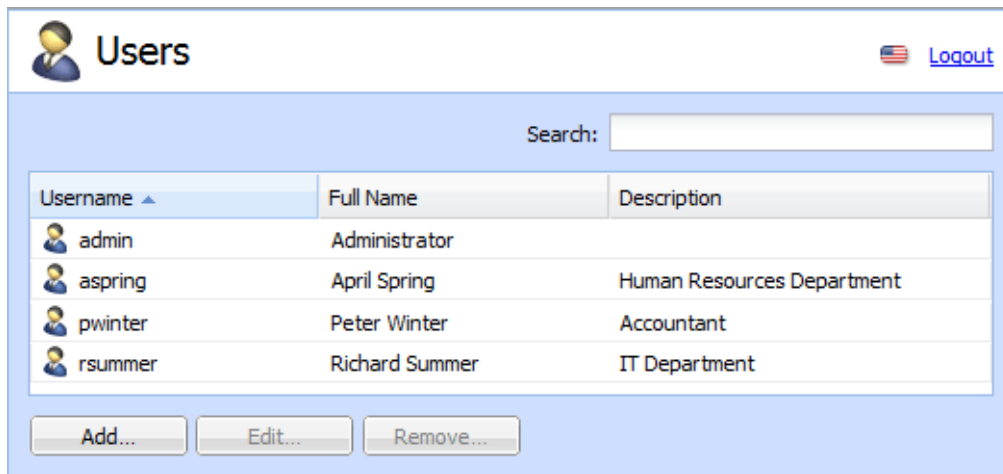 Users
Logout
Search:
Username Full Name Description
admin Administrator
aspring April Spring Human Resources Department
pwinter Peter Winter Accountant
rsummer Richard Summer IT Department
Add... Edit... Remove...